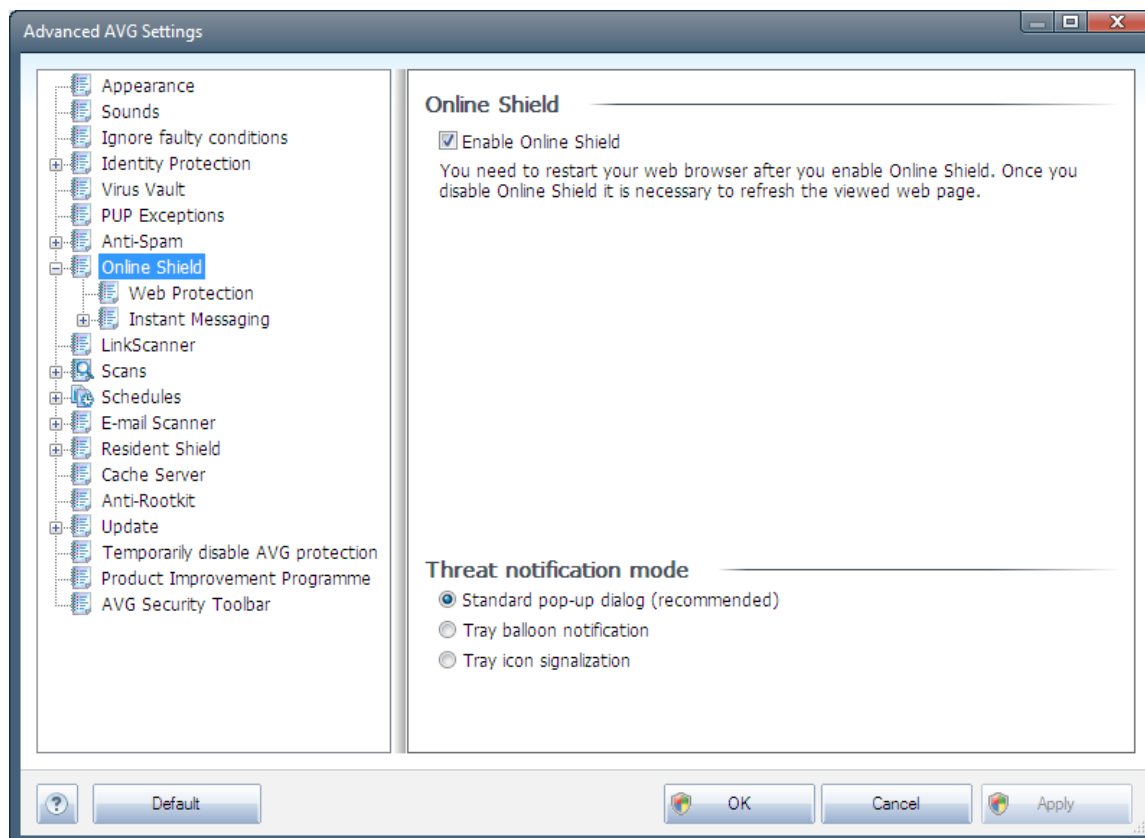 Advanced AVG Settings
Appearance
Sounds
Ignore faulty conditions
Identity Protection
Virus Vault
PUP Exceptions
Anti-Spam
Online Shield
Web Protection
Instant Messaging
LinkScanner
Scans
Schedules
E-mail Scanner
Resident Shield
Cache Server
Anti-Rootkit
Update
Temporarily disable AVG protection
Product Improvement Programme
AVG Security Toolbar
Online Shield
Enable Online Shield
You need to restart your web browser after you enable Online Shield. Once you
disable Online Shield it is necessary to refresh the viewed web page.
Threat notification mode
Standard pop-up dialog (recommended)
Tray balloon notification
Tray icon signalization
?
Default
OK
Cancel
Apply